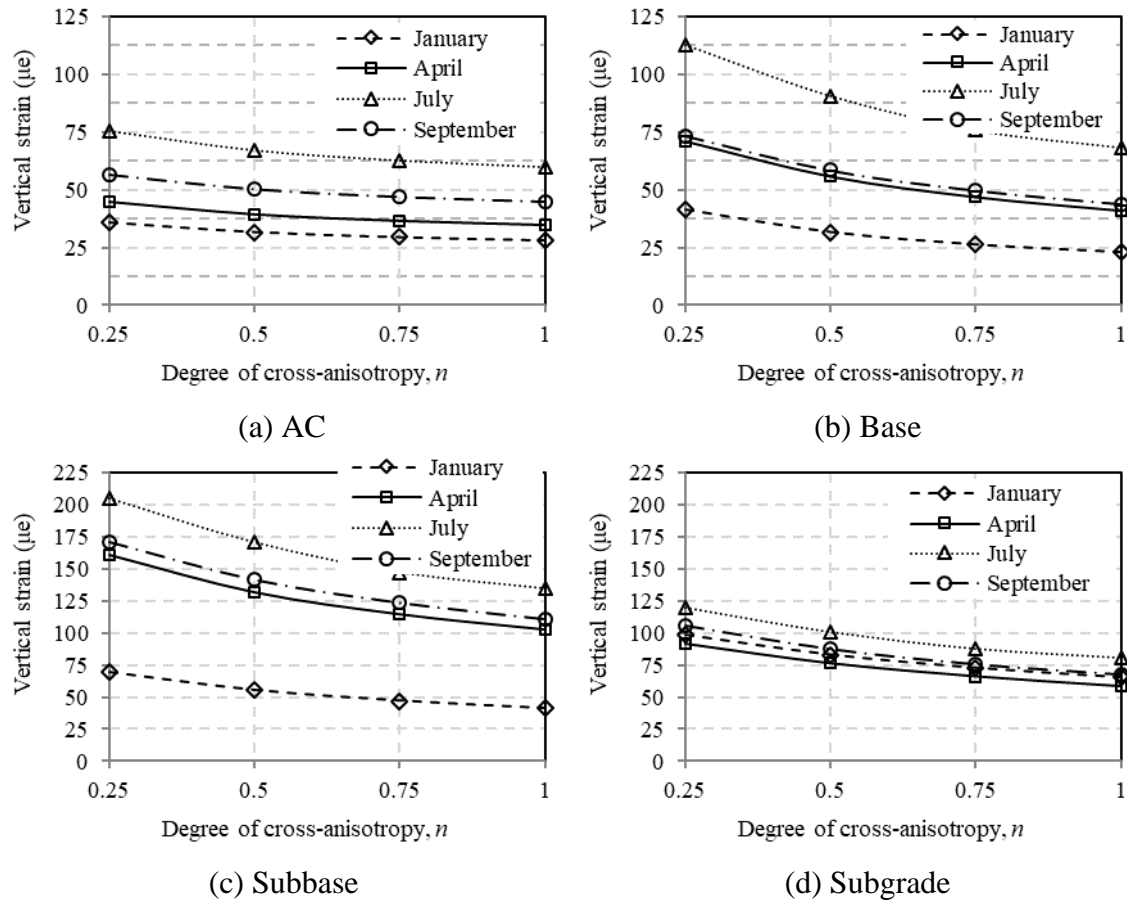 125
100
75
50
25
0
Vertical strain (με)
January
April
July
September
0.25 0.5 0.75 1
Degree of cross-anisotropy, n
(a) AC
125
100
75
50
25
0
Vertical strain (με)
January
April
July
September
0.25 0.5 0.75 1
Degree of cross-anisotropy, n
(b) Base
225
200
175
150
125
100
75
50
25
0
Vertical strain (με)
January
April
July
September
0.25 0.5 0.75 1
Degree of cross-anisotropy, n
(c) Subbase
225
200
175
150
125
100
75
50
25
0
Vertical strain (με)
January
April
July
September
0.25 0.5 0.75 1
Degree of cross-anisotropy, n
(d) Subgrade